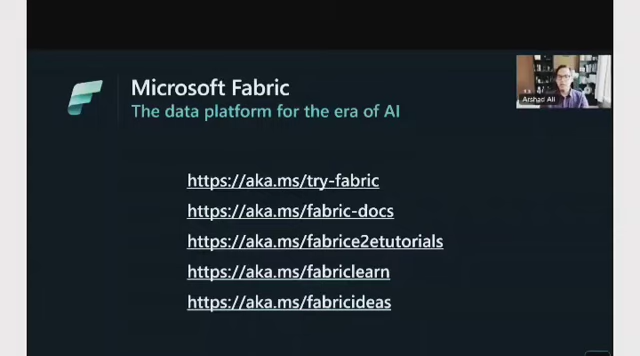 Microsoft Fabric
The data platform for the era of AI
Arshad Ali
https://aka.ms/try-fabric
https://aka.ms/fabric-docs
https://aka.ms/fabrice2etutorials
https://aka.ms/fabriclearn
https://aka.ms/fabricideas